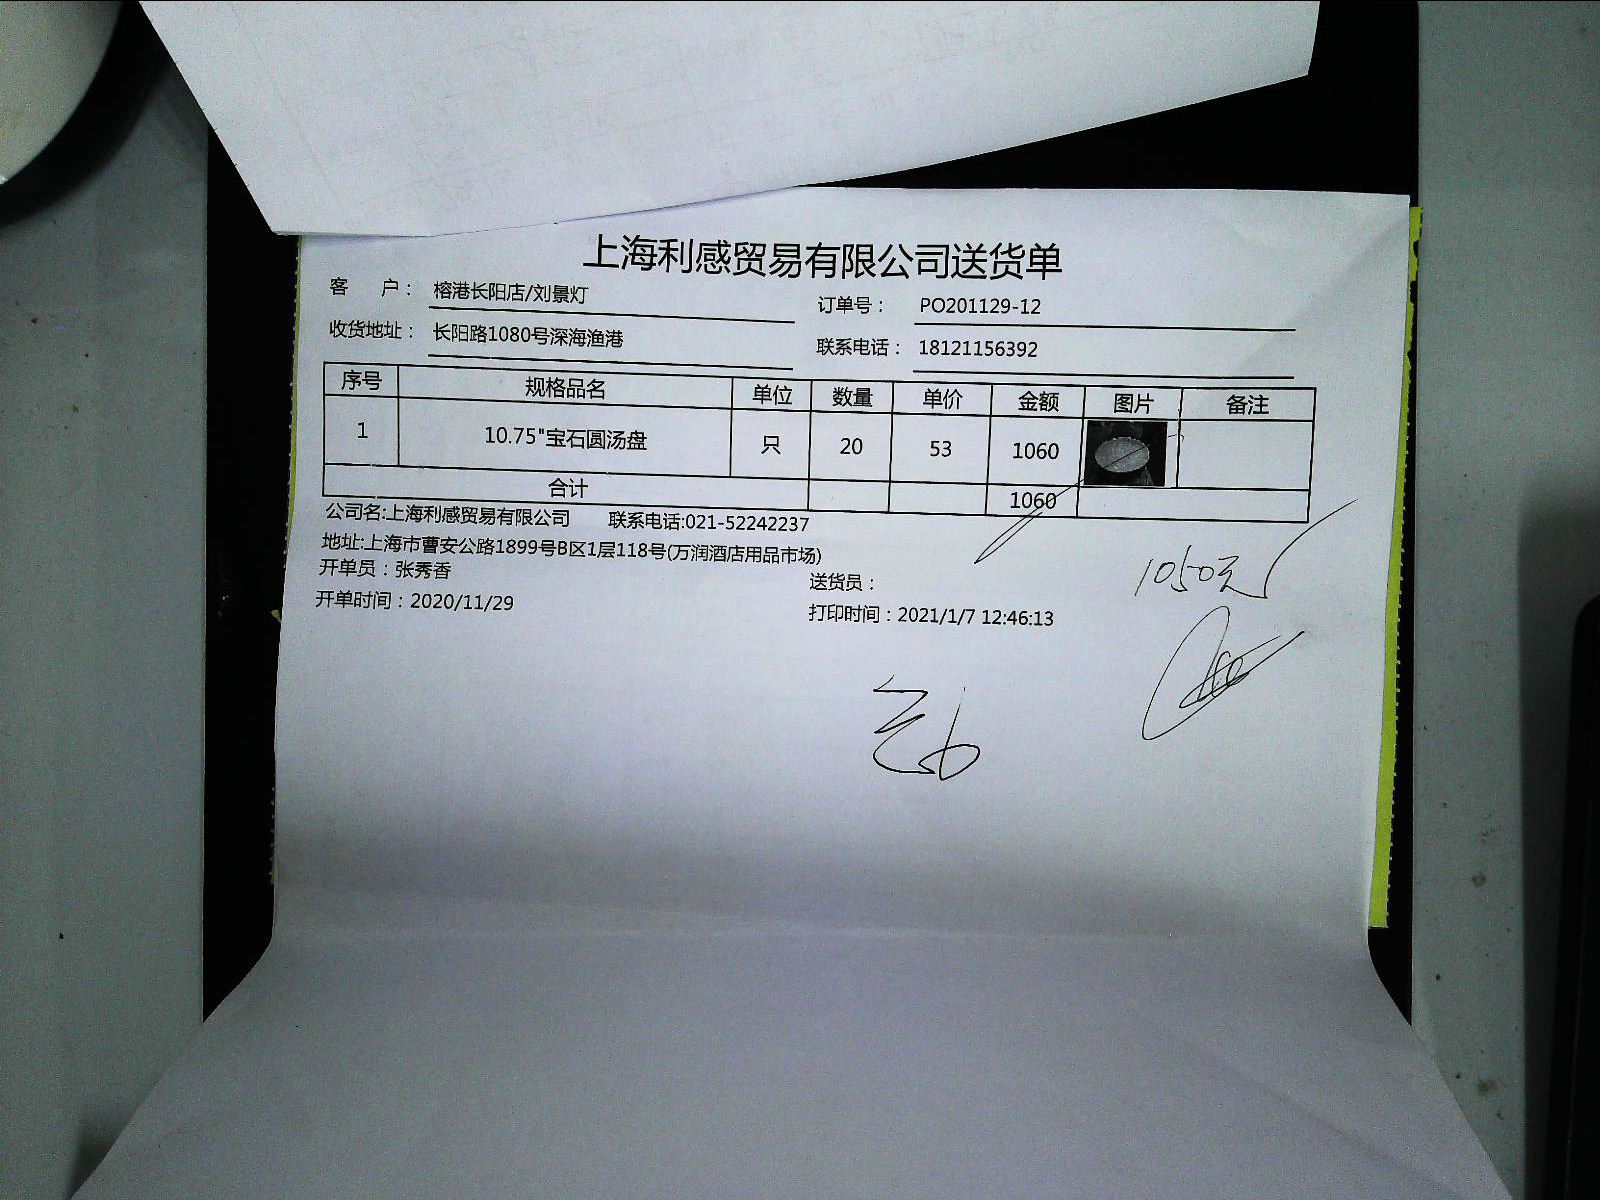 上海利感贸易有限公司送货单
客 户： 榕港长阳店/刘景灯 订单号： PO201129-12
收货地址： 长阳路1080号深海渔港 联系电话： 18121156392
序号 规格品名 单位 数量 单价 金额 图片 备注
1 10.75"宝石圆汤盘 只 20 53 1060
合计 1060
公司名:上海利感贸易有限公司 联系电话:021-52242237
地址:上海市曹安公路1899号B区1层118号(万润酒店用品市场)
开单员：张秀香 送货员：
开单时间：2020/11/29 打印时间：2021/1/7 12:46:13
1050元